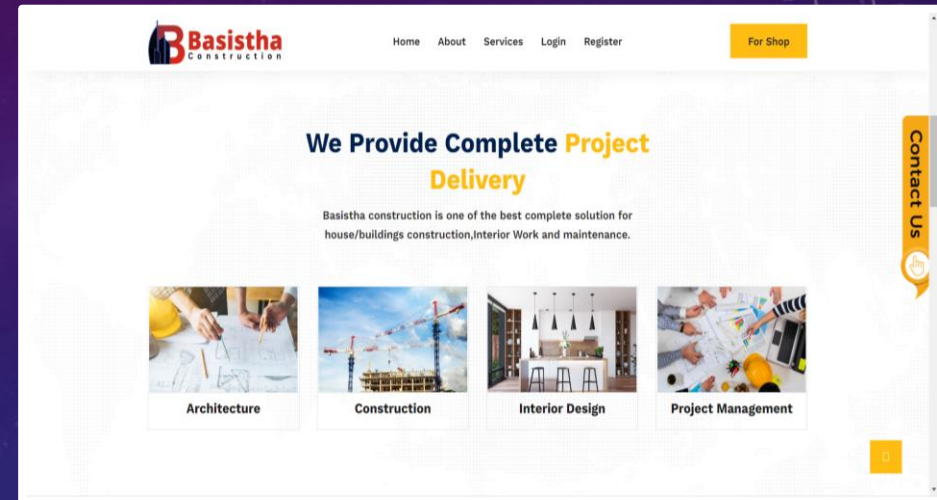 Basistha
Construction
Home About Services Login Register
For Shop
We Provide Complete Project
Delivery
Basistha construction is one of the best complete solution for
house/buildings construction,Interior Work and maintenance.
Contact Us
Architecture
Construction
Interior Design
Project Management